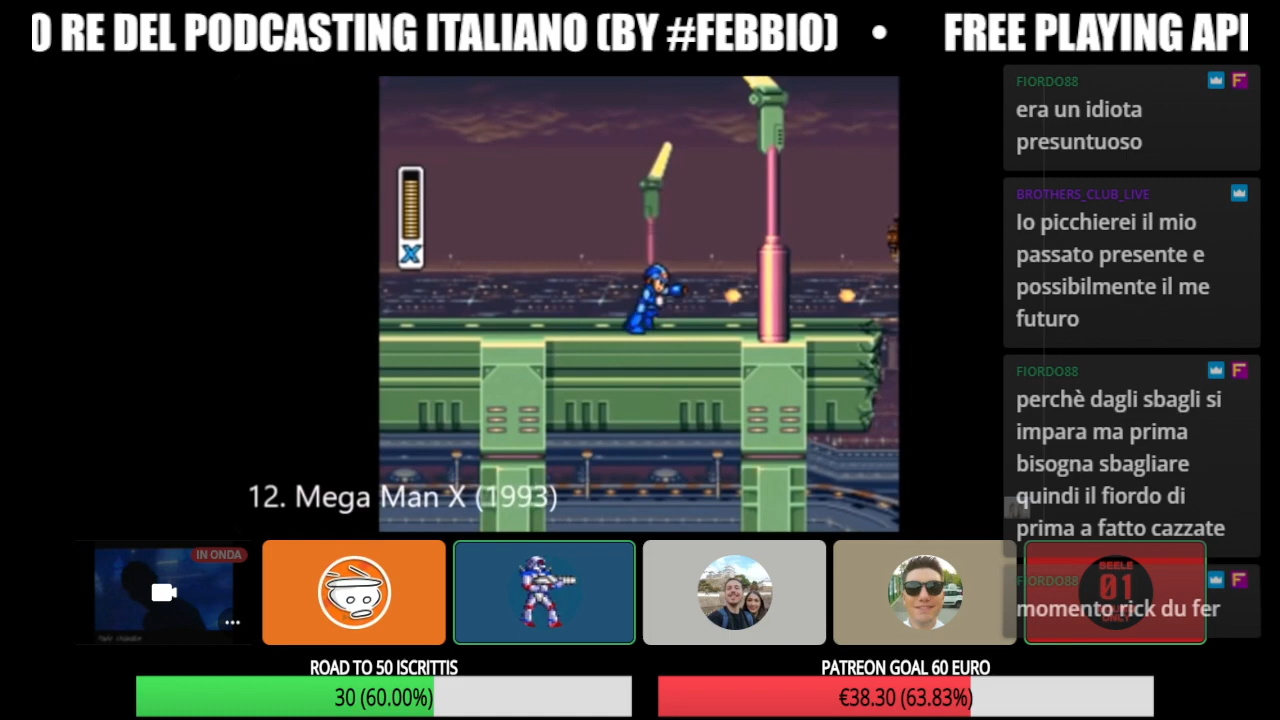 O RE DEL PODCASTING ITALIANO (BY #FEBBIO) • FREE PLAYING API
FIORDO88
era un idiota
presuntuoso
BROTHERS_CLUB_LIVE
Io picchierei il mio
passato presente e
possibilmente il me
futuro
FIORDO88
perchè dagli sbagli si
impara ma prima
bisogna sbagliare
quindi il fiordo di
prima a fatto cazzate
FIORDO88
momento rick du fer
X
12. Mega Man X (1993)
IN ONDA
SEELE
01
ONLY
ROAD TO 50 ISCRITTIS
30 (60.00%)
PATREON GOAL 60 EURO
€38.30 (63.83%)